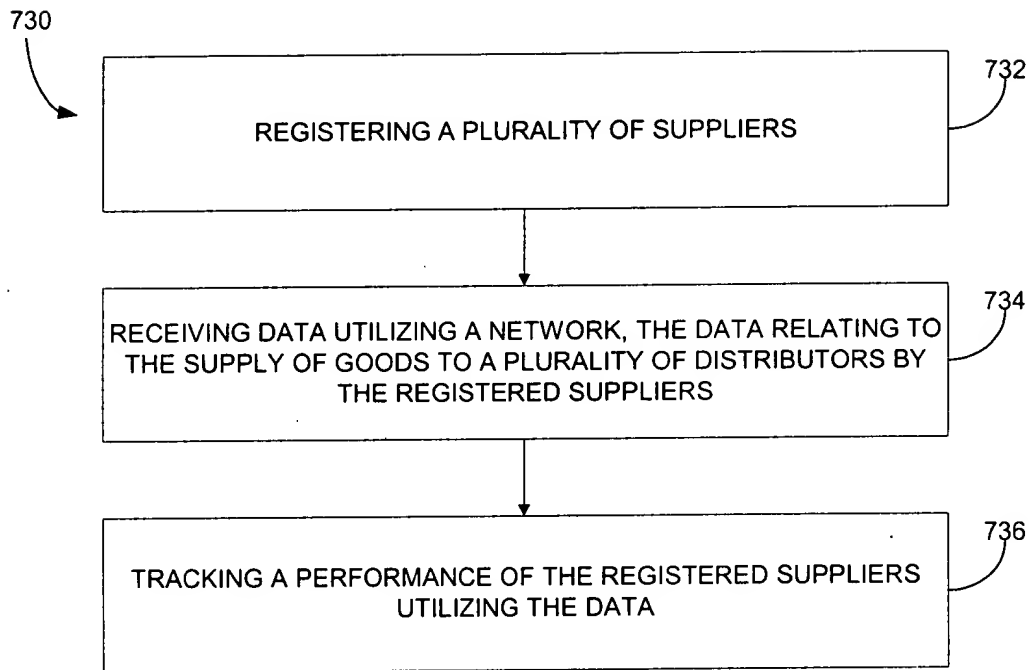 730
732
REGISTERING A PLURALITY OF SUPPLIERS
734
RECEIVING DATA UTILIZING A NETWORK, THE DATA RELATING TO
THE SUPPLY OF GOODS TO A PLURALITY OF DISTRIBUTORS BY
THE REGISTERED SUPPLIERS
736
TRACKING A PERFORMANCE OF THE REGISTERED SUPPLIERS
UTILIZING THE DATA